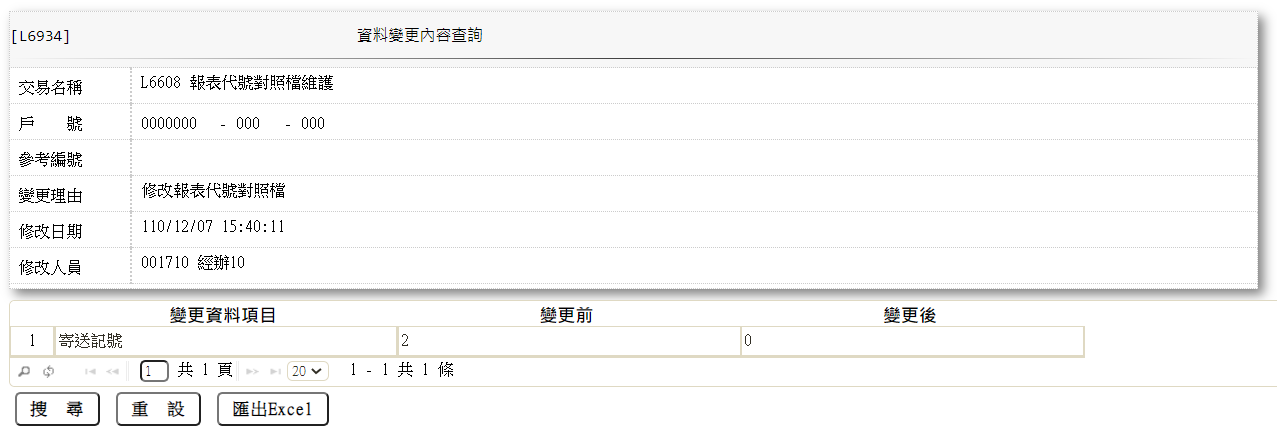 [L6934] 資料變更內容查詢
交易名稱 L6608 報表代號對照檔維護
戶 號 0000000 - 000 - 000
參考編號
變更理由 修改報表代號對照檔
修改日期 110/12/07 15:40:11
修改人員 001710 經辦10
變更資料項目 變更前 變更後
1 寄送記號 2 0
1 共 1 頁 20 1 - 1 共 1 條
搜 尋 重 設 匯出Excel